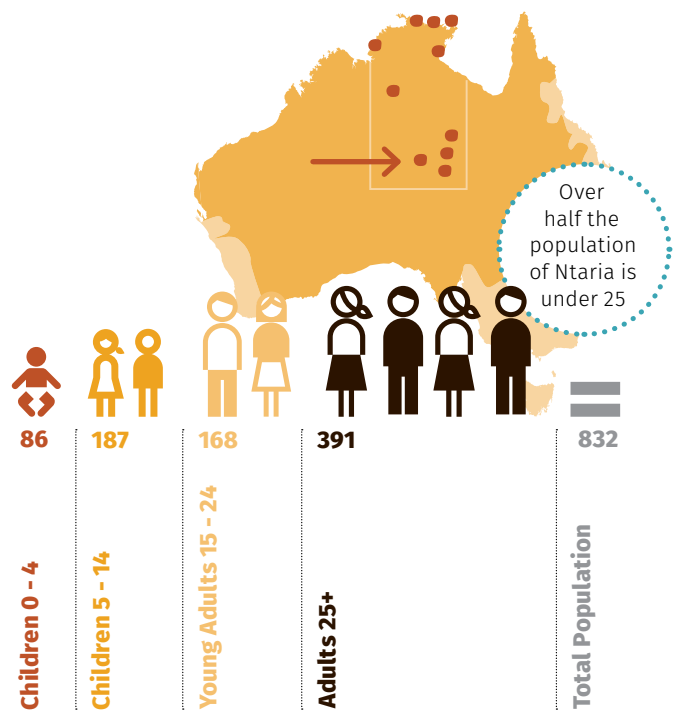 Over
half the
population
of Ntaria is
under 25
86
187
168
391
832
Children 0 - 4
Children 5 - 14
Young Adults 15 - 24
Adults 25+
Total Population